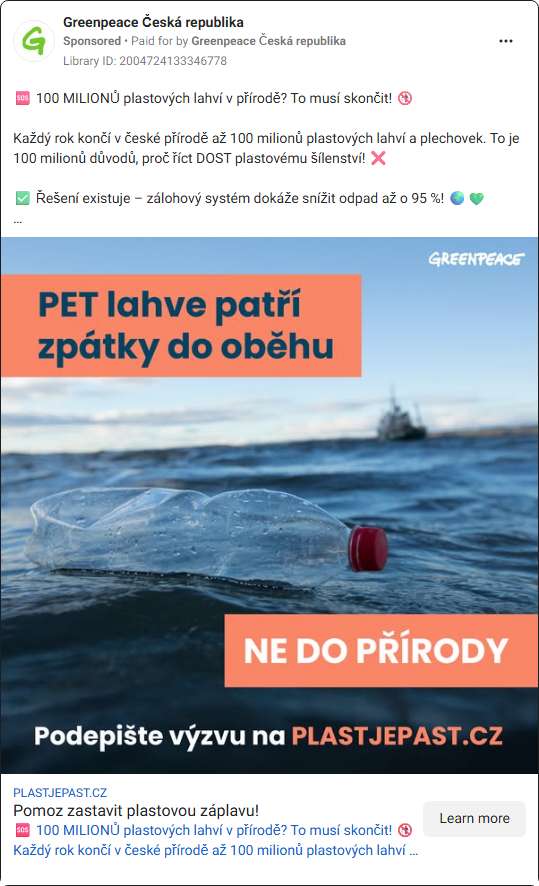 Greenpeace Česká republika
Sponsored • Paid for by Greenpeace Česká republika
Library ID: 2004724133346778
🆘 100 MILIONŮ plastových lahví v přírodě? To musí skončit! 🚯
Každý rok končí v české přírodě až 100 milionů plastových lahví a plechovek. To je
100 milionů důvodů, proč říct DOST plastovému šílenství! ❌
✅ Řešení existuje – zálohový systém dokáže snížit odpad až o 95 %! 🌍 💚
...
GREENPEACE
PET lahve patří
zpátky do oběhu
NE DO PŘÍRODY
Podepište výzvu na PLASTJEPAST.CZ
PLASTJEPAST.CZ
Pomoz zastavit plastovou záplavu!
🆘 100 MILIONŮ plastových lahví v přírodě? To musí skončit! 🚯
Každý rok končí v české přírodě až 100 milionů plastových lahví ...
Learn more